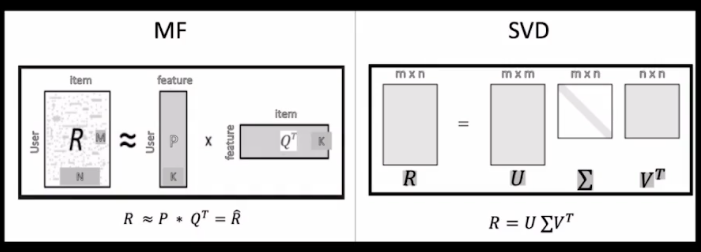 MF
Item
feature
item
User
R
M
≈
User
P
x
feature
Q^T
K
N
K
R ≈ P * Q^T = R̂
SVD
m x n
m x m
m x n
n x n
=
R
U
Σ
V^T
R = U ΣV^T